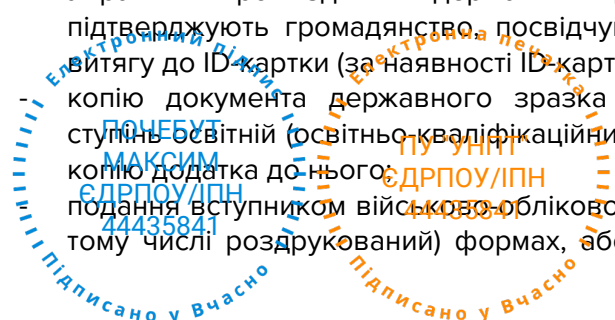 підтверджують громадянство, посвідчу
витягу до ID-картки (за наявності ID-карт
- копію документа державного зразка
ступінь освітній (освітньо-кваліфікаційни
копію додатка до нього;
- подання вступником військово-обліково
тому числі роздрукований) формах, або
Електронний підпис
ПОЧЕБУТ
МАКСИМ
ЄДРПОУ/ІПН
44435841
Підписано у Вчасно
Електронна печатка
ПУ "УНІТ"
ЄДРПОУ/ІПН
44435841
Підписано у Вчасно